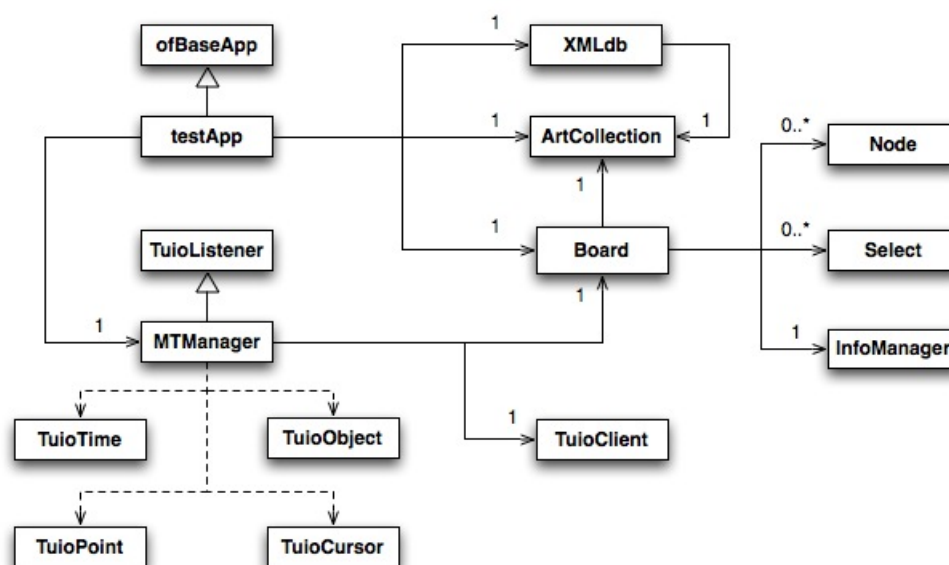 1
ofBaseApp
XMLdb
testApp
1
ArtCollection
1
0..*
Node
1
TuioListener
1
Board
0..*
Select
1
1
MTManager
1
InfoManager
TuioTime
TuioObject
1
TuioClient
TuioPoint
TuioCursor